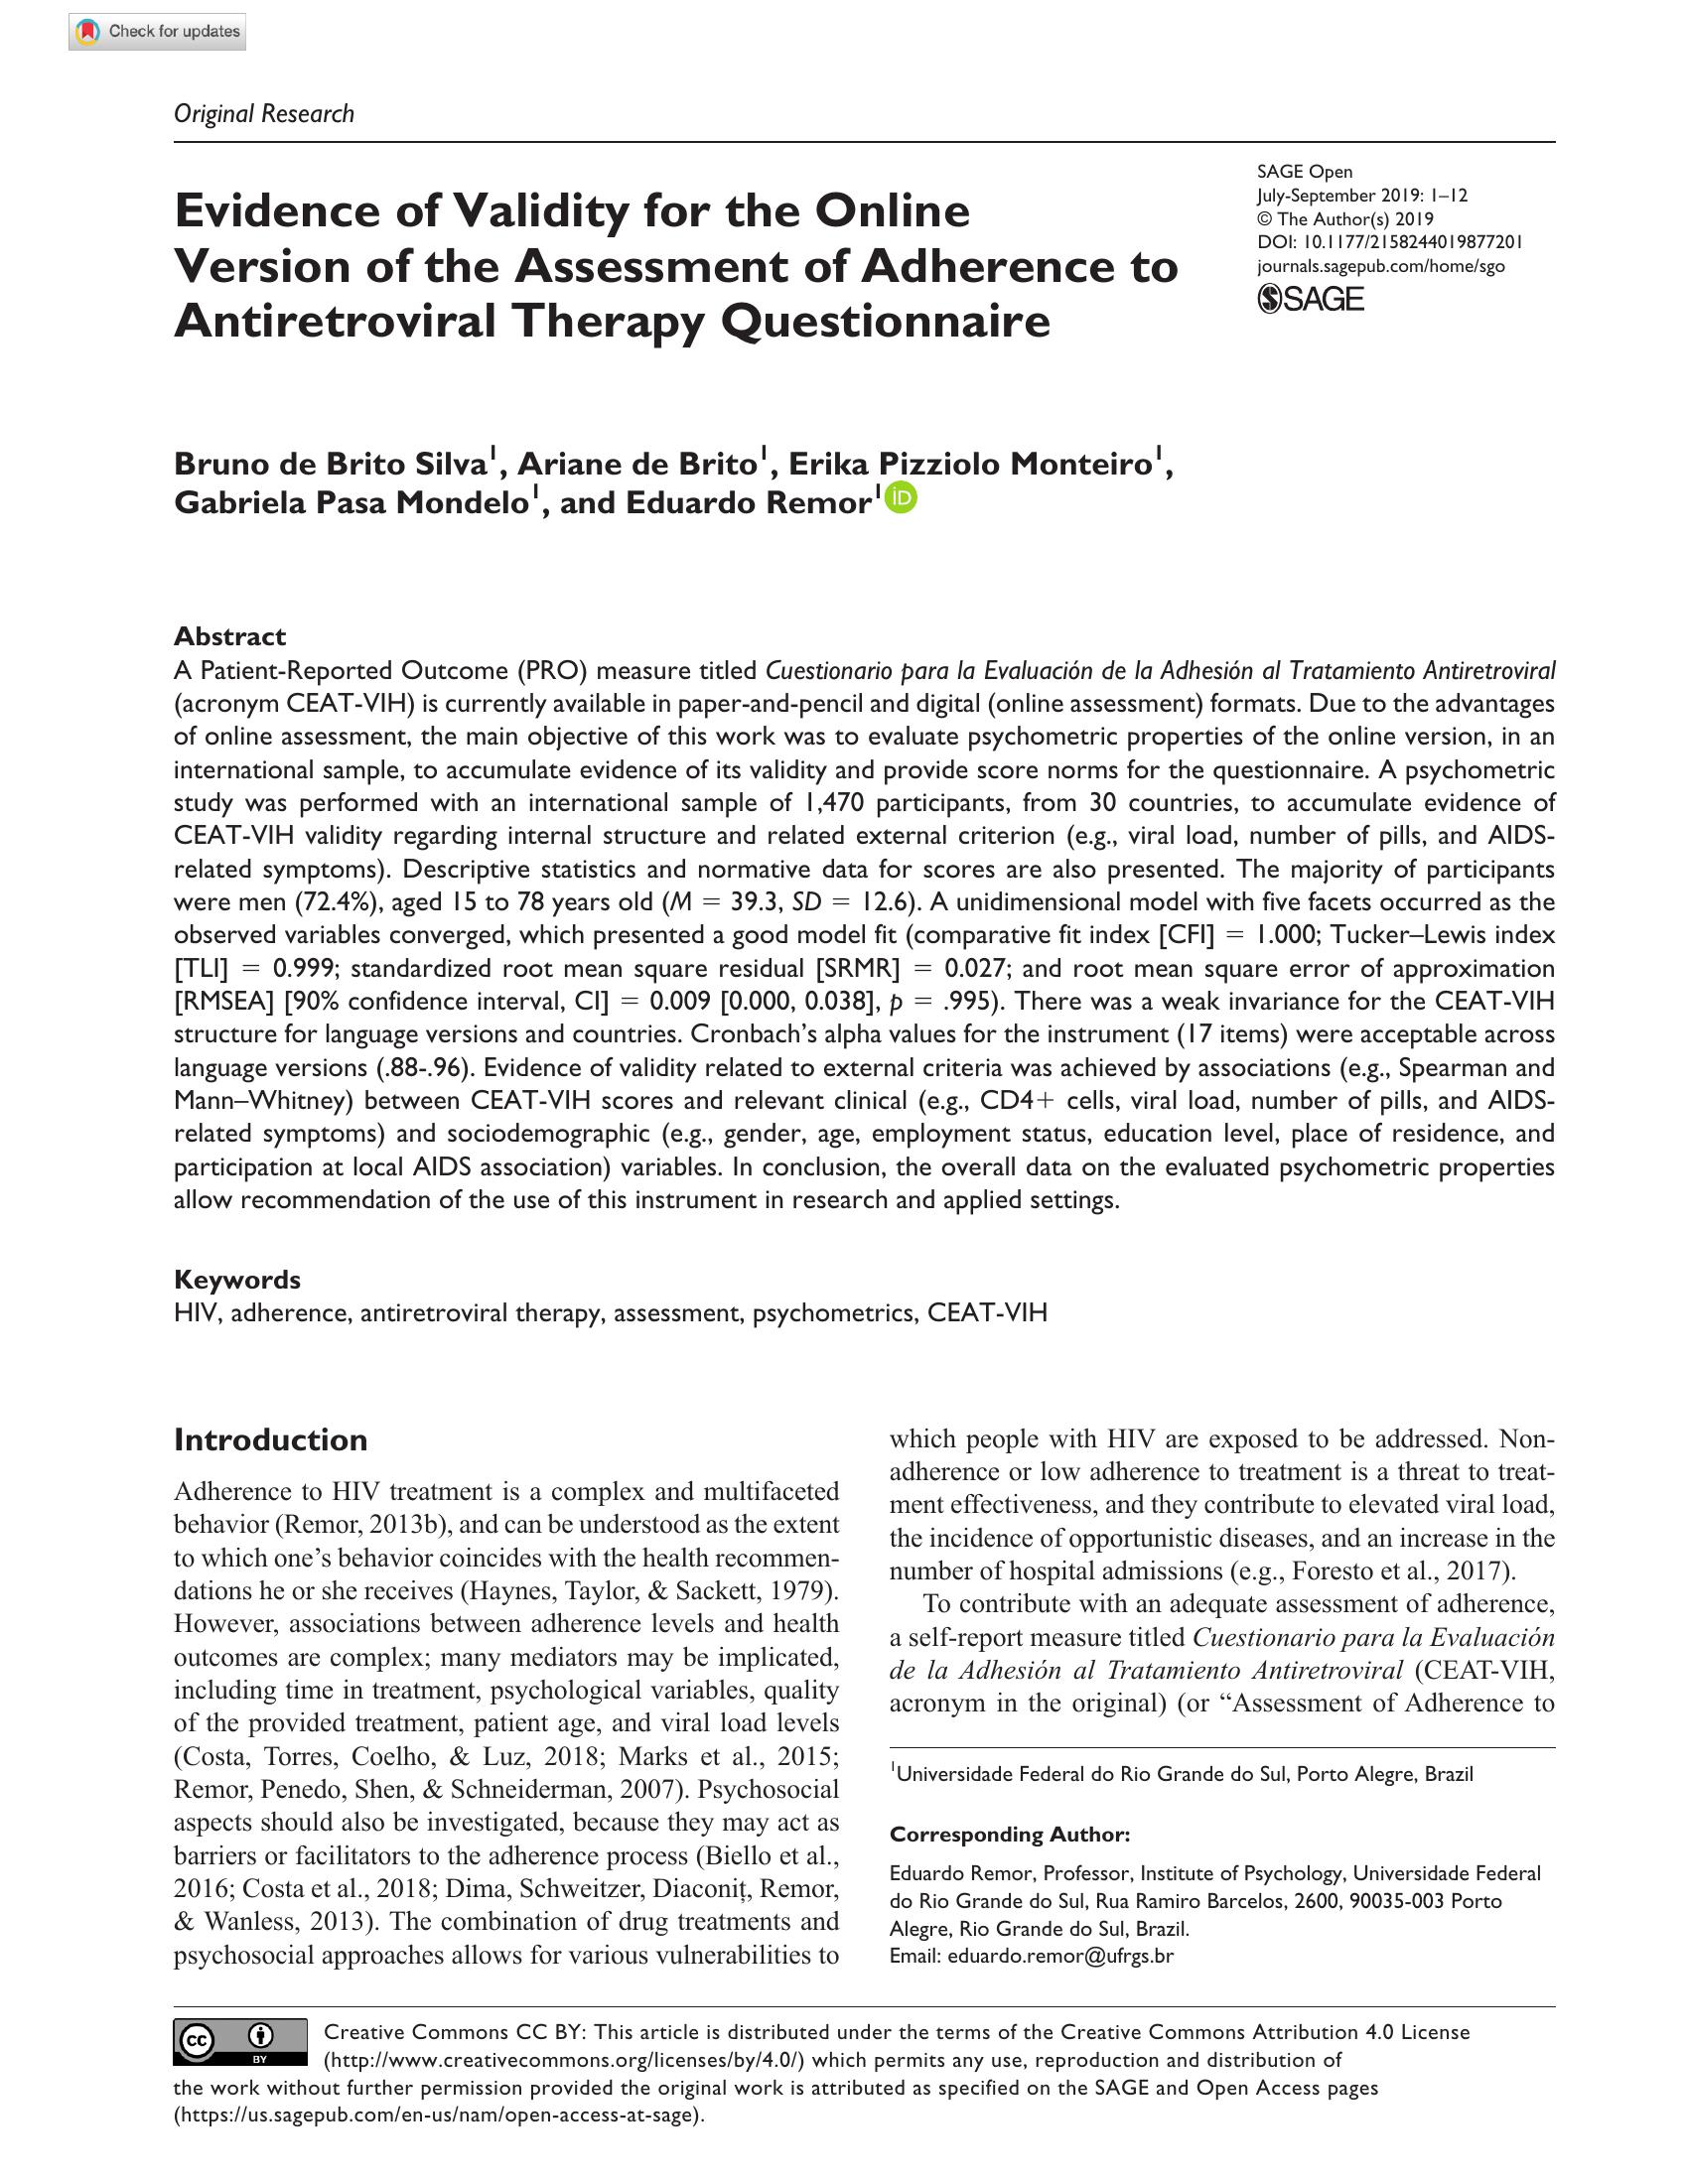 Check for updates
Original Research
SAGE Open
July-September 2019: 1–12
© The Author(s) 2019
DOI: 10.1177/2158244019877201
journals.sagepub.com/home/sgo
SAGE
Evidence of Validity for the Online
Version of the Assessment of Adherence to
Antiretroviral Therapy Questionnaire
Bruno de Brito Silva1, Ariane de Brito1, Erika Pizziolo Monteiro1,
Gabriela Pasa Mondelo1, and Eduardo Remor1 iD
Abstract
A Patient-Reported Outcome (PRO) measure titled Cuestionario para la Evaluación de la Adhesión al Tratamiento Antiretroviral
(acronym CEAT-VIH) is currently available in paper-and-pencil and digital (online assessment) formats. Due to the advantages
of online assessment, the main objective of this work was to evaluate psychometric properties of the online version, in an
international sample, to accumulate evidence of its validity and provide score norms for the questionnaire. A psychometric
study was performed with an international sample of 1,470 participants, from 30 countries, to accumulate evidence of
CEAT-VIH validity regarding internal structure and related external criterion (e.g., viral load, number of pills, and AIDS-
related symptoms). Descriptive statistics and normative data for scores are also presented. The majority of participants
were men (72.4%), aged 15 to 78 years old (M = 39.3, SD = 12.6). A unidimensional model with five facets occurred as the
observed variables converged, which presented a good model fit (comparative fit index [CFI] = 1.000; Tucker–Lewis index
[TLI] = 0.999; standardized root mean square residual [SRMR] = 0.027; and root mean square error of approximation
[RMSEA] [90% confidence interval, CI] = 0.009 [0.000, 0.038], p = .995). There was a weak invariance for the CEAT-VIH
structure for language versions and countries. Cronbach's alpha values for the instrument (17 items) were acceptable across
language versions (.88-.96). Evidence of validity related to external criteria was achieved by associations (e.g., Spearman and
Mann–Whitney) between CEAT-VIH scores and relevant clinical (e.g., CD4+ cells, viral load, number of pills, and AIDS-
related symptoms) and sociodemographic (e.g., gender, age, employment status, education level, place of residence, and
participation at local AIDS association) variables. In conclusion, the overall data on the evaluated psychometric properties
allow recommendation of the use of this instrument in research and applied settings.
Keywords
HIV, adherence, antiretroviral therapy, assessment, psychometrics, CEAT-VIH
Introduction
Adherence to HIV treatment is a complex and multifaceted
behavior (Remor, 2013b), and can be understood as the extent
to which one's behavior coincides with the health recommen-
dations he or she receives (Haynes, Taylor, & Sackett, 1979).
However, associations between adherence levels and health
outcomes are complex; many mediators may be implicated,
including time in treatment, psychological variables, quality
of the provided treatment, patient age, and viral load levels
(Costa, Torres, Coelho, & Luz, 2018; Marks et al., 2015;
Remor, Penedo, Shen, & Schneiderman, 2007). Psychosocial
aspects should also be investigated, because they may act as
barriers or facilitators to the adherence process (Biello et al.,
2016; Costa et al., 2018; Dima, Schweitzer, Diaconiț, Remor,
& Wanless, 2013). The combination of drug treatments and
psychosocial approaches allows for various vulnerabilities to
which people with HIV are exposed to be addressed. Non-
adherence or low adherence to treatment is a threat to treat-
ment effectiveness, and they contribute to elevated viral load,
the incidence of opportunistic diseases, and an increase in the
number of hospital admissions (e.g., Foresto et al., 2017).
To contribute with an adequate assessment of adherence,
a self-report measure titled Cuestionario para la Evaluación
de la Adhesión al Tratamiento Antiretroviral (CEAT-VIH,
acronym in the original) (or “Assessment of Adherence to
1Universidade Federal do Rio Grande do Sul, Porto Alegre, Brazil
Corresponding Author:
Eduardo Remor, Professor, Institute of Psychology, Universidade Federal
do Rio Grande do Sul, Rua Ramiro Barcelos, 2600, 90035-003 Porto
Alegre, Rio Grande do Sul, Brazil.
Email: eduardo.remor@ufrgs.br
cc BY
Creative Commons CC BY: This article is distributed under the terms of the Creative Commons Attribution 4.0 License
(http://www.creativecommons.org/licenses/by/4.0/) which permits any use, reproduction and distribution of
the work without further permission provided the original work is attributed as specified on the SAGE and Open Access pages
(https://us.sagepub.com/en-us/nam/open-access-at-sage).